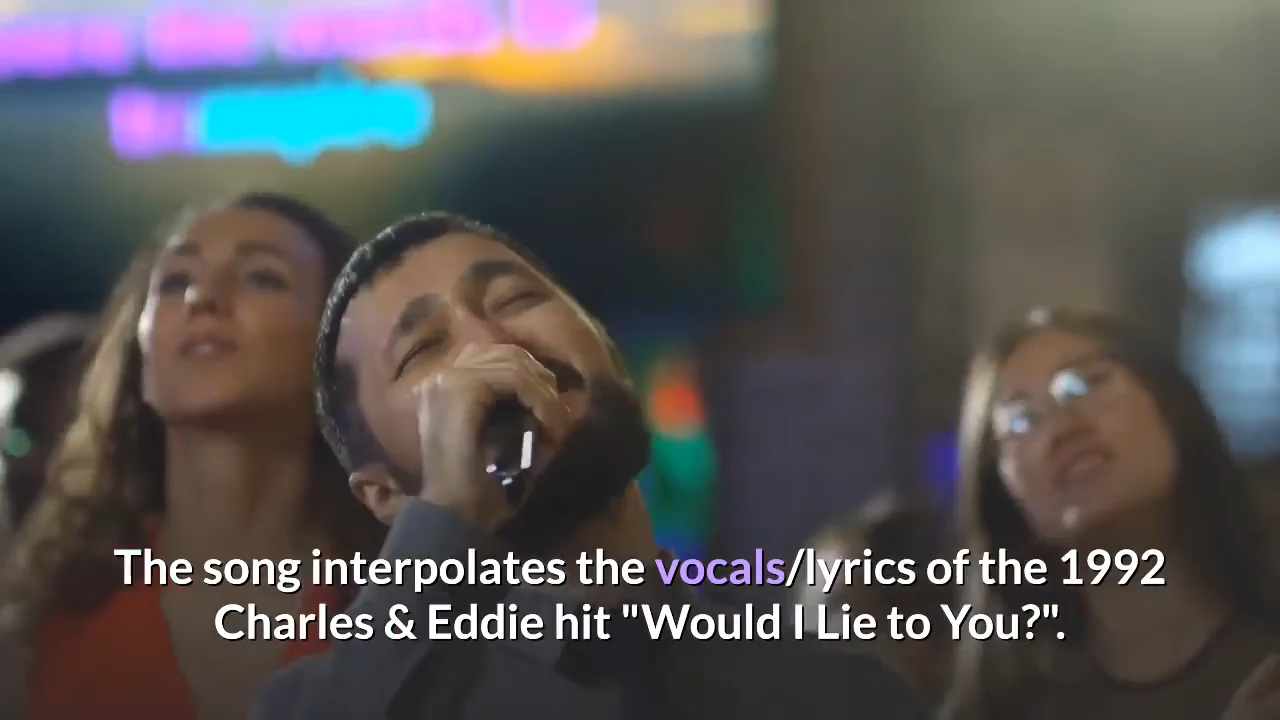 The song interpolates the vocals/lyrics of the 1992
Charles & Eddie hit "Would I Lie to You?".